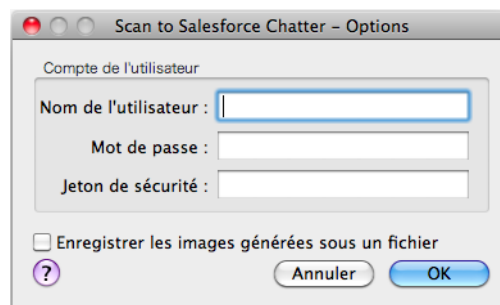 Scan to Salesforce Chatter – Options
Compte de l'utilisateur
Nom de l'utilisateur :
Mot de passe :
Jeton de sécurité :
Enregistrer les images générées sous un fichier
?
Annuler
OK